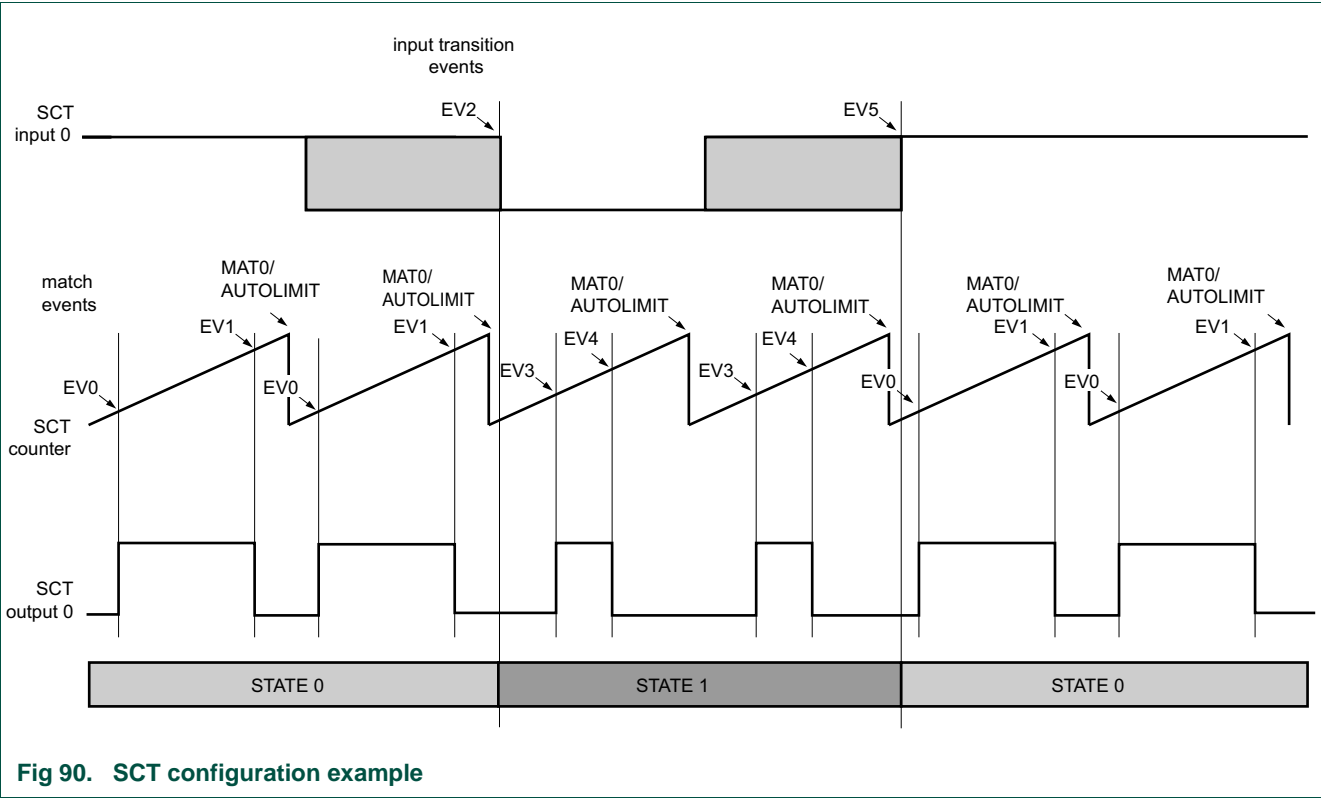 input transition
events
SCT
input 0
EV2
EV5
match
events
MAT0/
AUTOLIMIT
MAT0/
AUTOLIMIT
MAT0/
AUTOLIMIT
MAT0/
AUTOLIMIT
MAT0/
AUTOLIMIT
MAT0/
AUTOLIMIT
EV0
EV1
EV0
EV1
EV3
EV4
EV3
EV4
EV0
EV1
EV0
EV1
SCT
counter
SCT
output 0
STATE 0
STATE 1
STATE 0
Fig 90. SCT configuration example